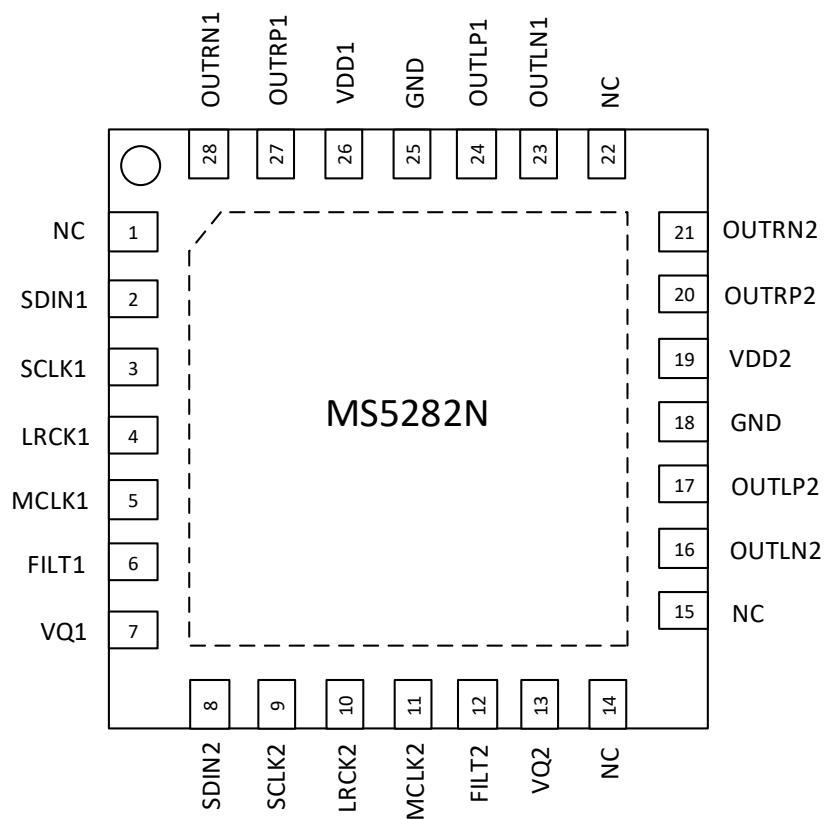 OUTRN1
OUTRP1
VDD1
GND
OUTLP1
OUTLN1
NC
28
27
26
25
24
23
22
NC 1
SDIN1 2
SCLK1 3
LRCK1 4
MCLK1 5
FILT1 6
VQ1 7
MS5282N
21 OUTRN2
20 OUTRP2
19 VDD2
18 GND
17 OUTLP2
16 OUTLN2
15 NC
8
9
10
11
12
13
14
SDIN2
SCLK2
LRCK2
MCLK2
FILT2
VQ2
NC